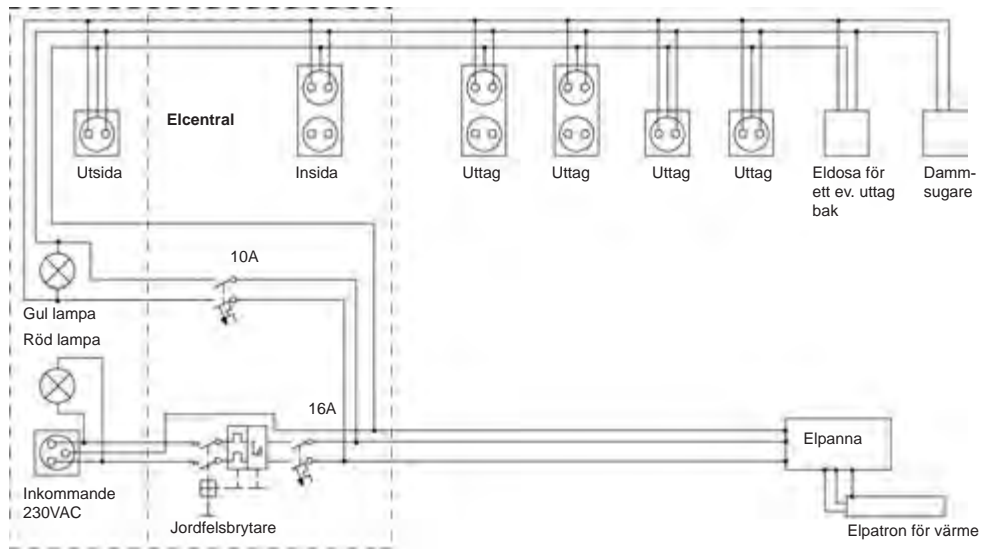 Elcentral
Utsida
Insida
Uttag
Uttag
Uttag
Uttag
Eldosa för
ett ev. uttag
bak
Damm-
sugare
10A
Gul lampa
Röd lampa
16A
Elpanna
Inkommande
230VAC
Jordfelsbrytare
Elpatron för värme